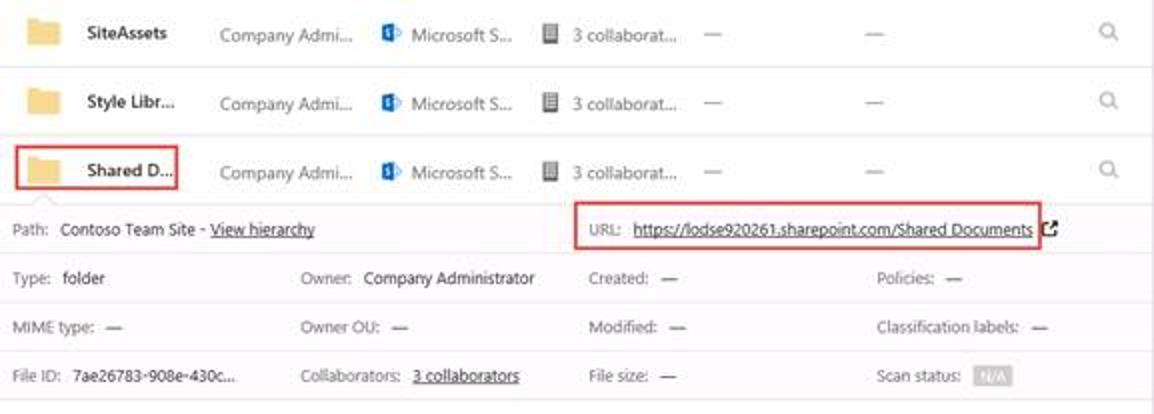 SiteAssets Company Admi... Microsoft S... 3 collaborat... — —
Style Libr... Company Admi... Microsoft S... 3 collaborat... — —
Shared D... Company Admi... Microsoft S... 3 collaborat... — —
Path: Contoso Team Site - View hierarchy URL: https://lodse920261.sharepoint.com/Shared Documents
Type: folder Owner: Company Administrator Created: — Policies: —
MIME type: — Owner OU: — Modified: — Classification labels: —
File ID: 7ae26783-908e-430c... Collaborators: 3 collaborators File size: — Scan status: N/A